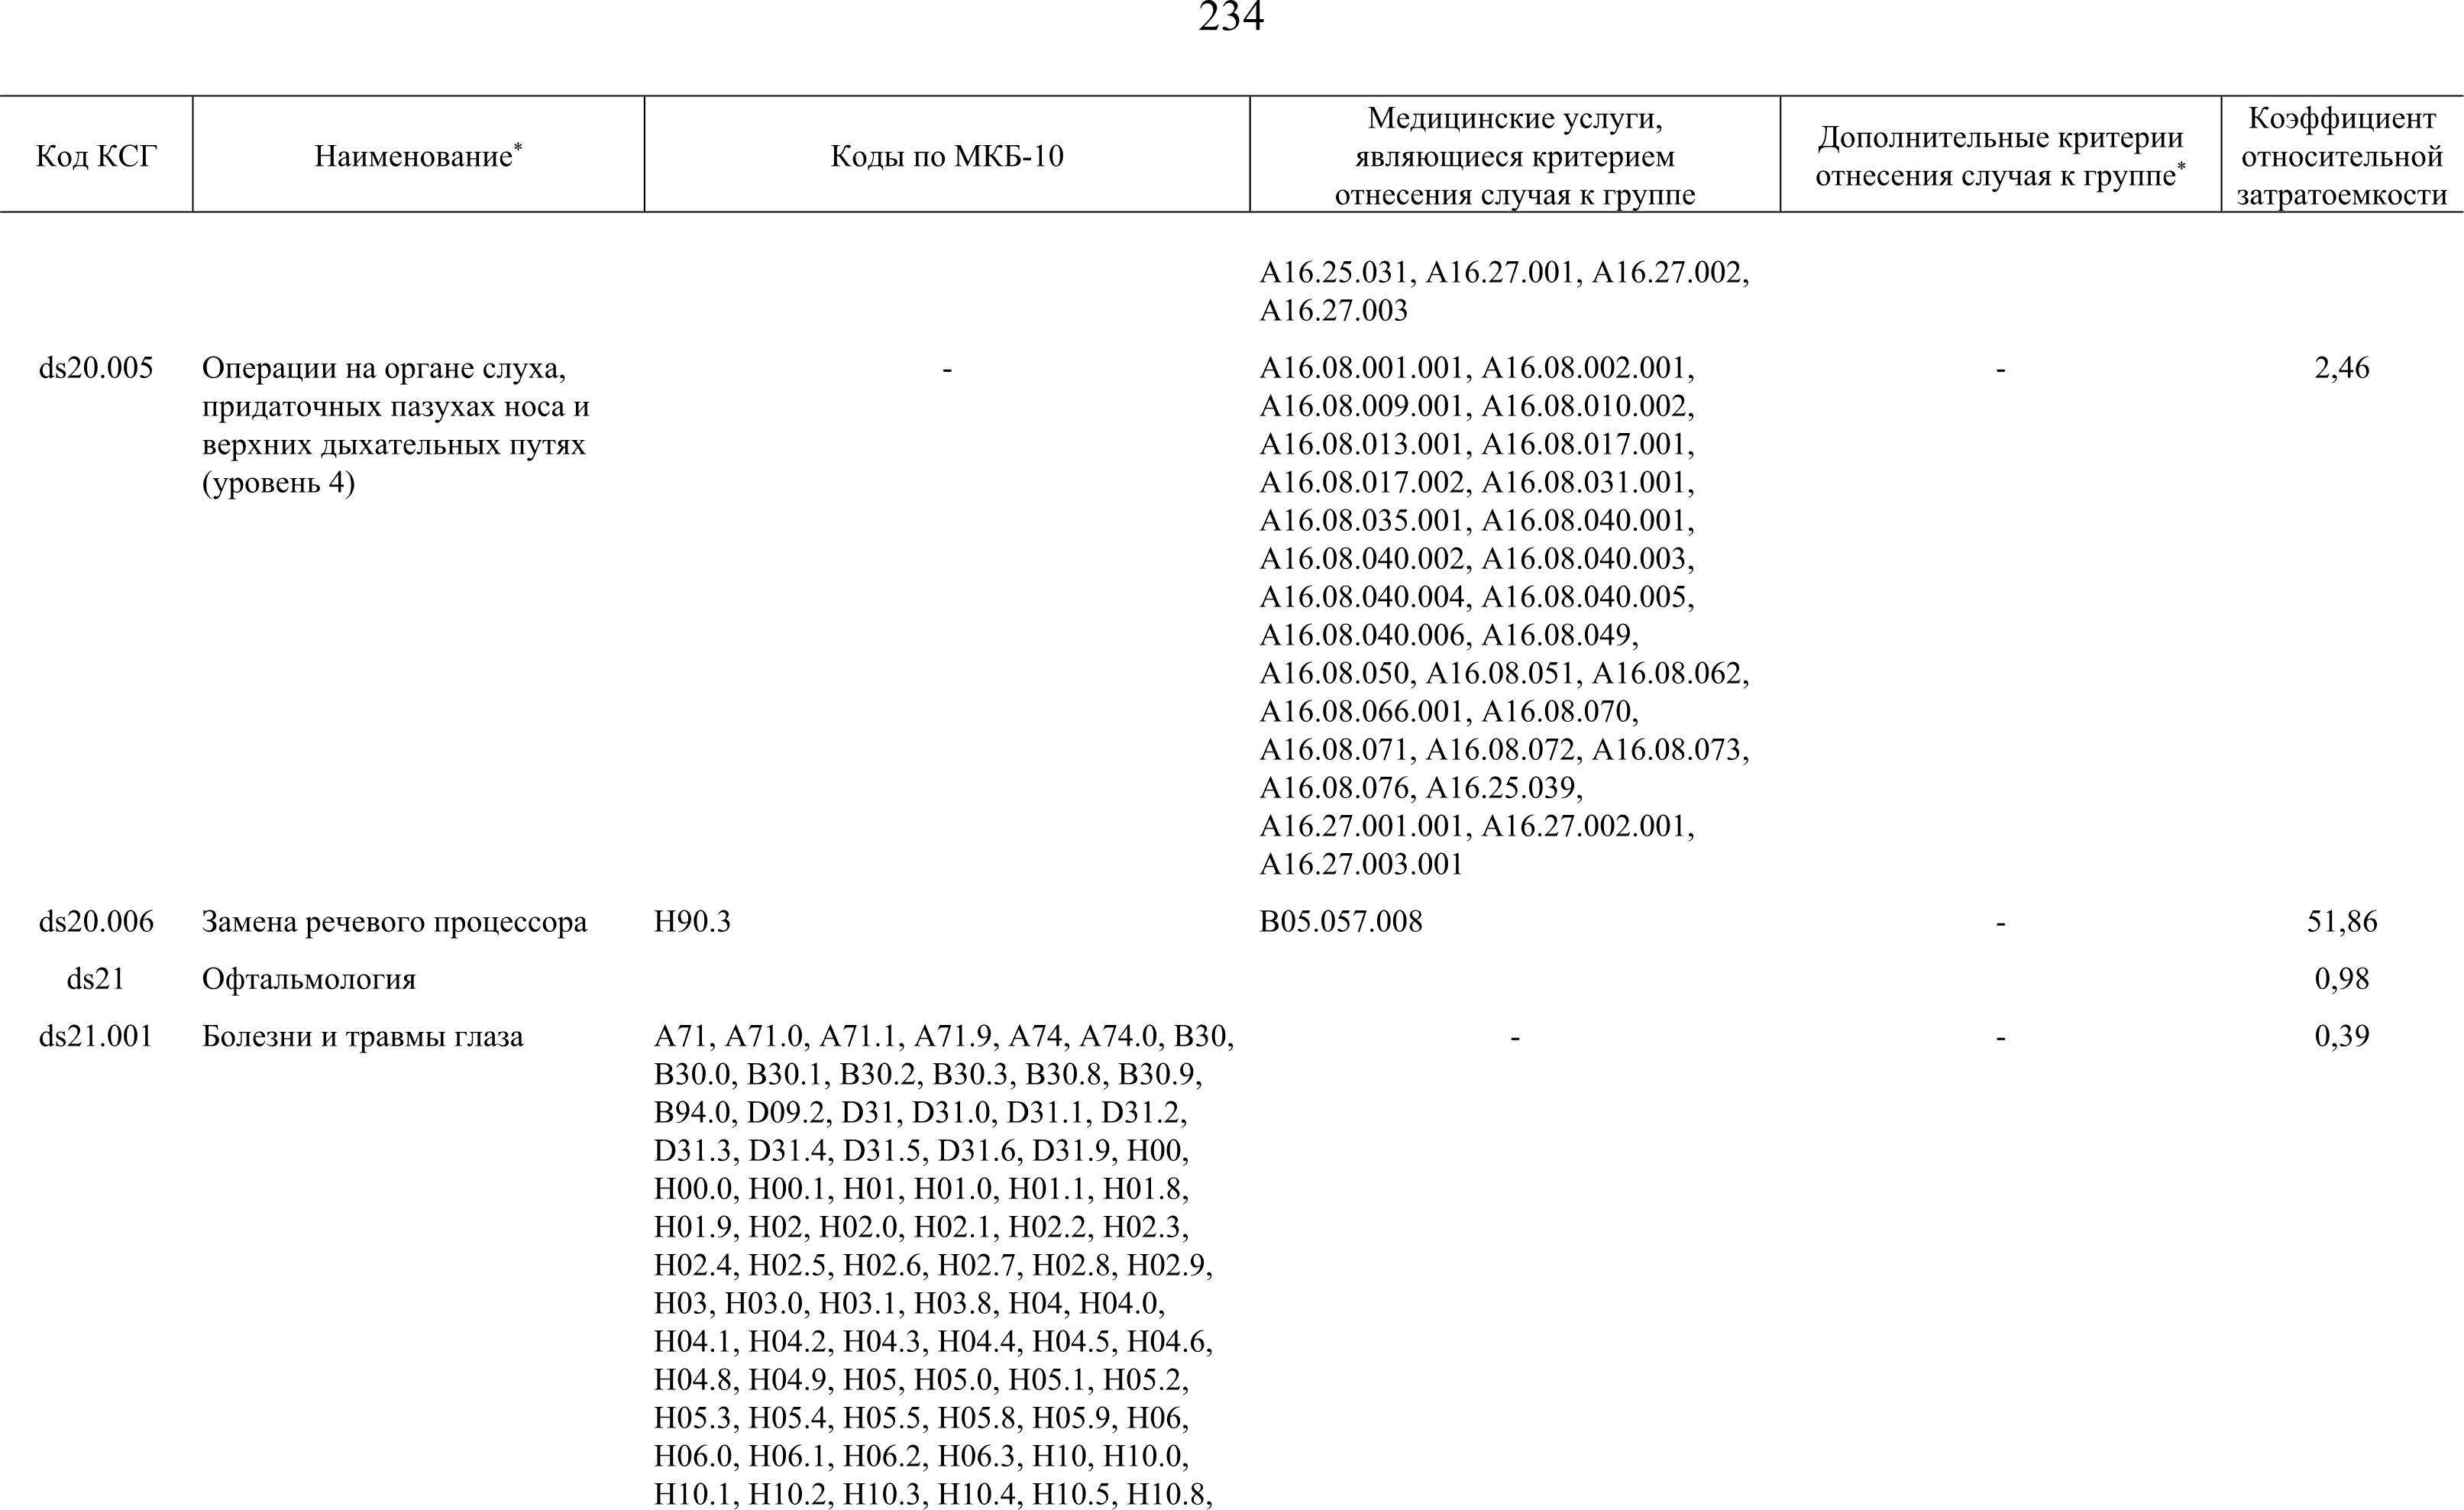 234
Код КСГ
Наименование*
Коды по МКБ-10
Медицинские услуги,
являющиеся критерием
отнесения случая к группе
Дополнительные критерии
отнесения случая к группе*
Коэффициент
относительной
затратоемкости
A16.25.031, A16.27.001, A16.27.002,
A16.27.003
ds20.005
Операции на органе слуха,
придаточных пазухах носа и
верхних дыхательных путях
(уровень 4)
-
A16.08.001.001, A16.08.002.001,
A16.08.009.001, A16.08.010.002,
A16.08.013.001, A16.08.017.001,
A16.08.017.002, A16.08.031.001,
A16.08.035.001, A16.08.040.001,
A16.08.040.002, A16.08.040.003,
A16.08.040.004, A16.08.040.005,
A16.08.040.006, A16.08.049,
A16.08.050, A16.08.051, A16.08.062,
A16.08.066.001, A16.08.070,
A16.08.071, A16.08.072, A16.08.073,
A16.08.076, A16.25.039,
A16.27.001.001, A16.27.002.001,
A16.27.003.001
-
2,46
ds20.006
Замена речевого процессора
H90.3
B05.057.008
-
51,86
ds21
Офтальмология
0,98
ds21.001
Болезни и травмы глаза
A71, A71.0, A71.1, A71.9, A74, A74.0, B30,
B30.0, B30.1, B30.2, B30.3, B30.8, B30.9,
B94.0, D09.2, D31, D31.0, D31.1, D31.2,
D31.3, D31.4, D31.5, D31.6, D31.9, H00,
H00.0, H00.1, H01, H01.0, H01.1, H01.8,
H01.9, H02, H02.0, H02.1, H02.2, H02.3,
H02.4, H02.5, H02.6, H02.7, H02.8, H02.9,
H03, H03.0, H03.1, H03.8, H04, H04.0,
H04.1, H04.2, H04.3, H04.4, H04.5, H04.6,
H04.8, H04.9, H05, H05.0, H05.1, H05.2,
H05.3, H05.4, H05.5, H05.8, H05.9, H06,
H06.0, H06.1, H06.2, H06.3, H10, H10.0,
H10.1, H10.2, H10.3, H10.4, H10.5, H10.8,
-
-
0,39